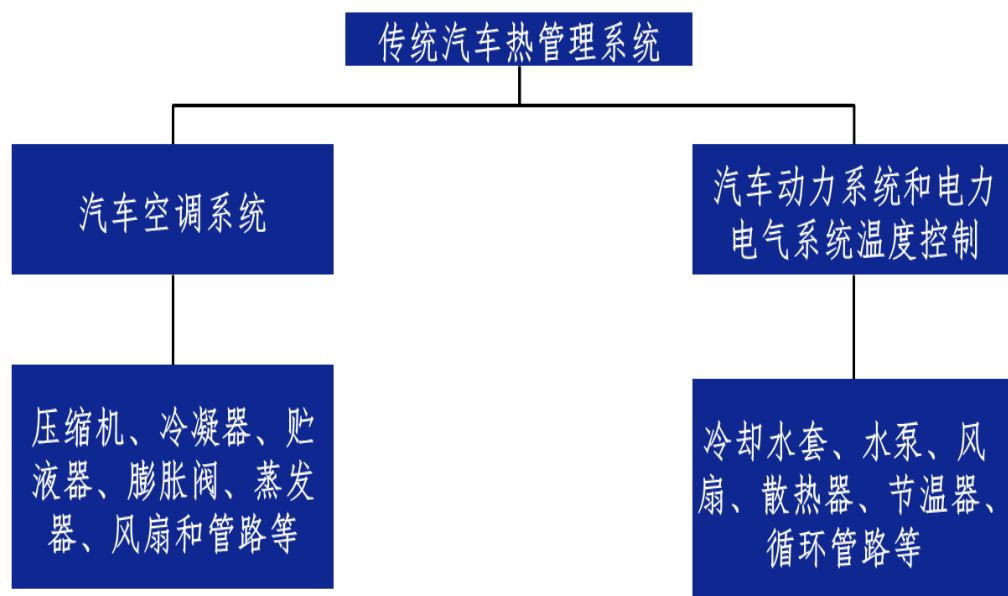 传统汽车热管理系统
汽车空调系统
汽车动力系统和电力
电气系统温度控制
压缩机、冷凝器、贮
液器、膨胀阀、蒸发
器、风扇和管路等
冷却水套、水泵、风
扇、散热器、节温器、
循环管路等